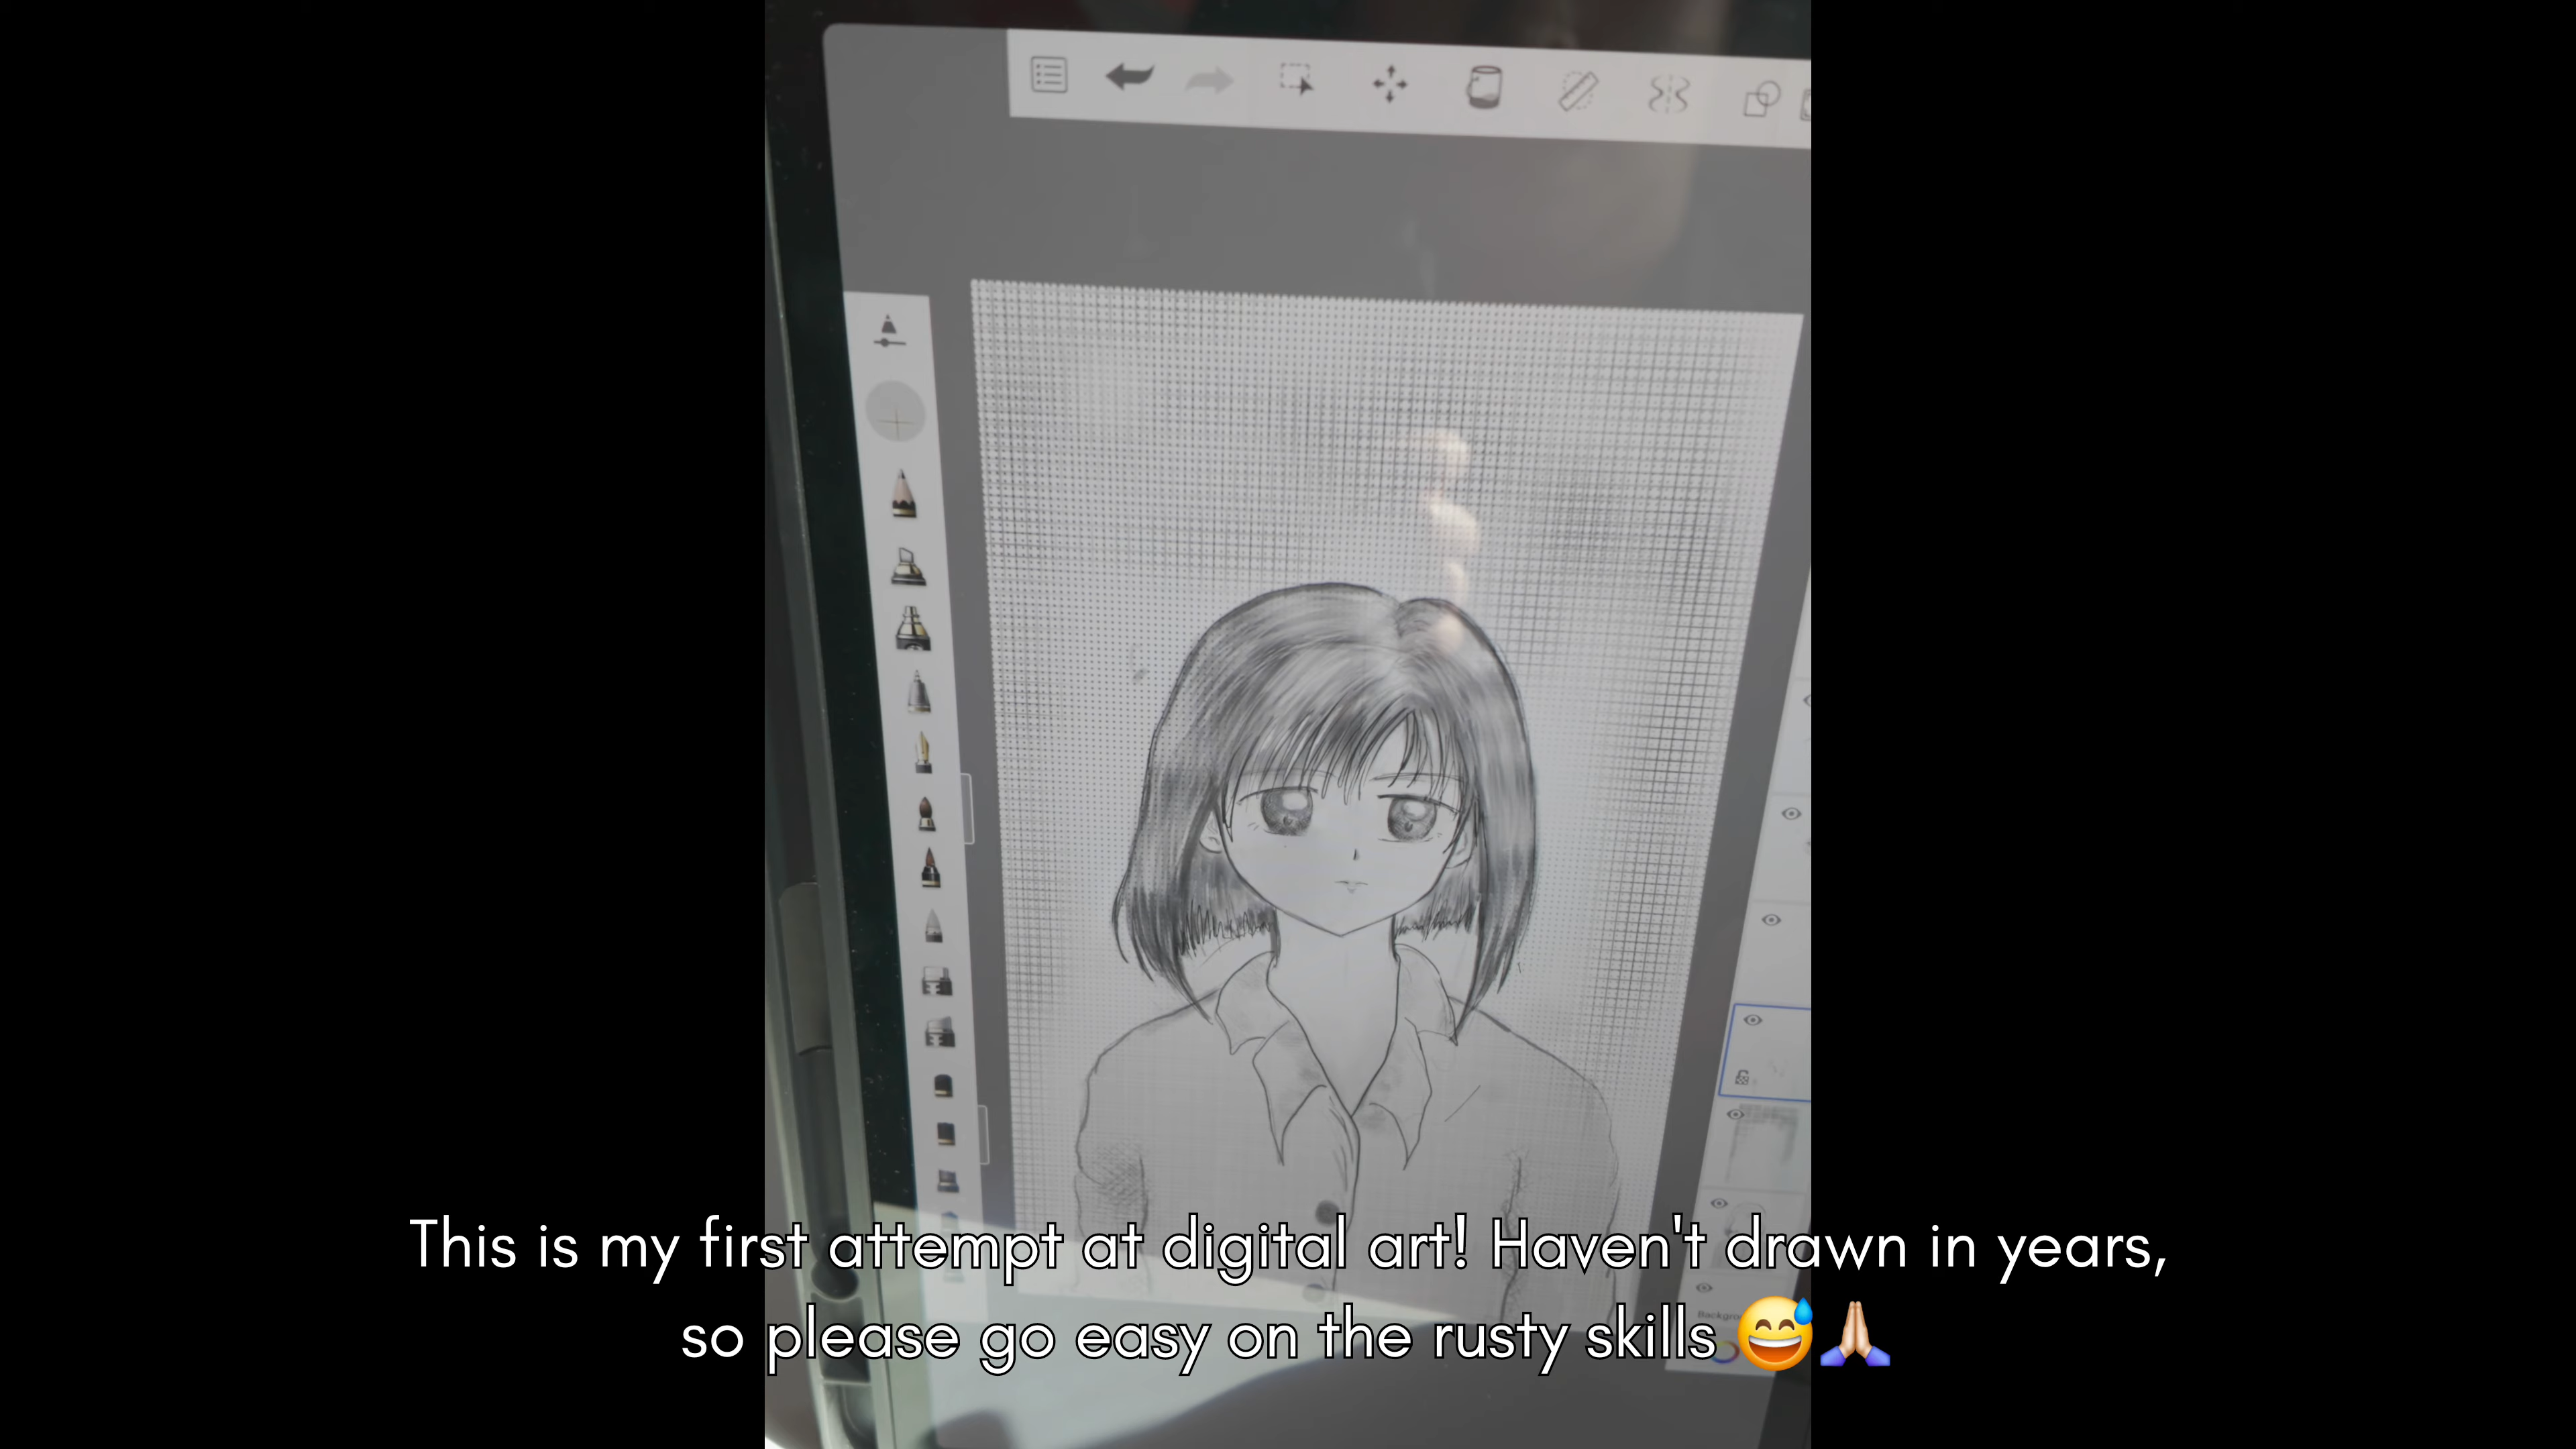 This is my first attempt at digital art! Haven't drawn in years,
so please go easy on the rusty skills 😅🙏🏻